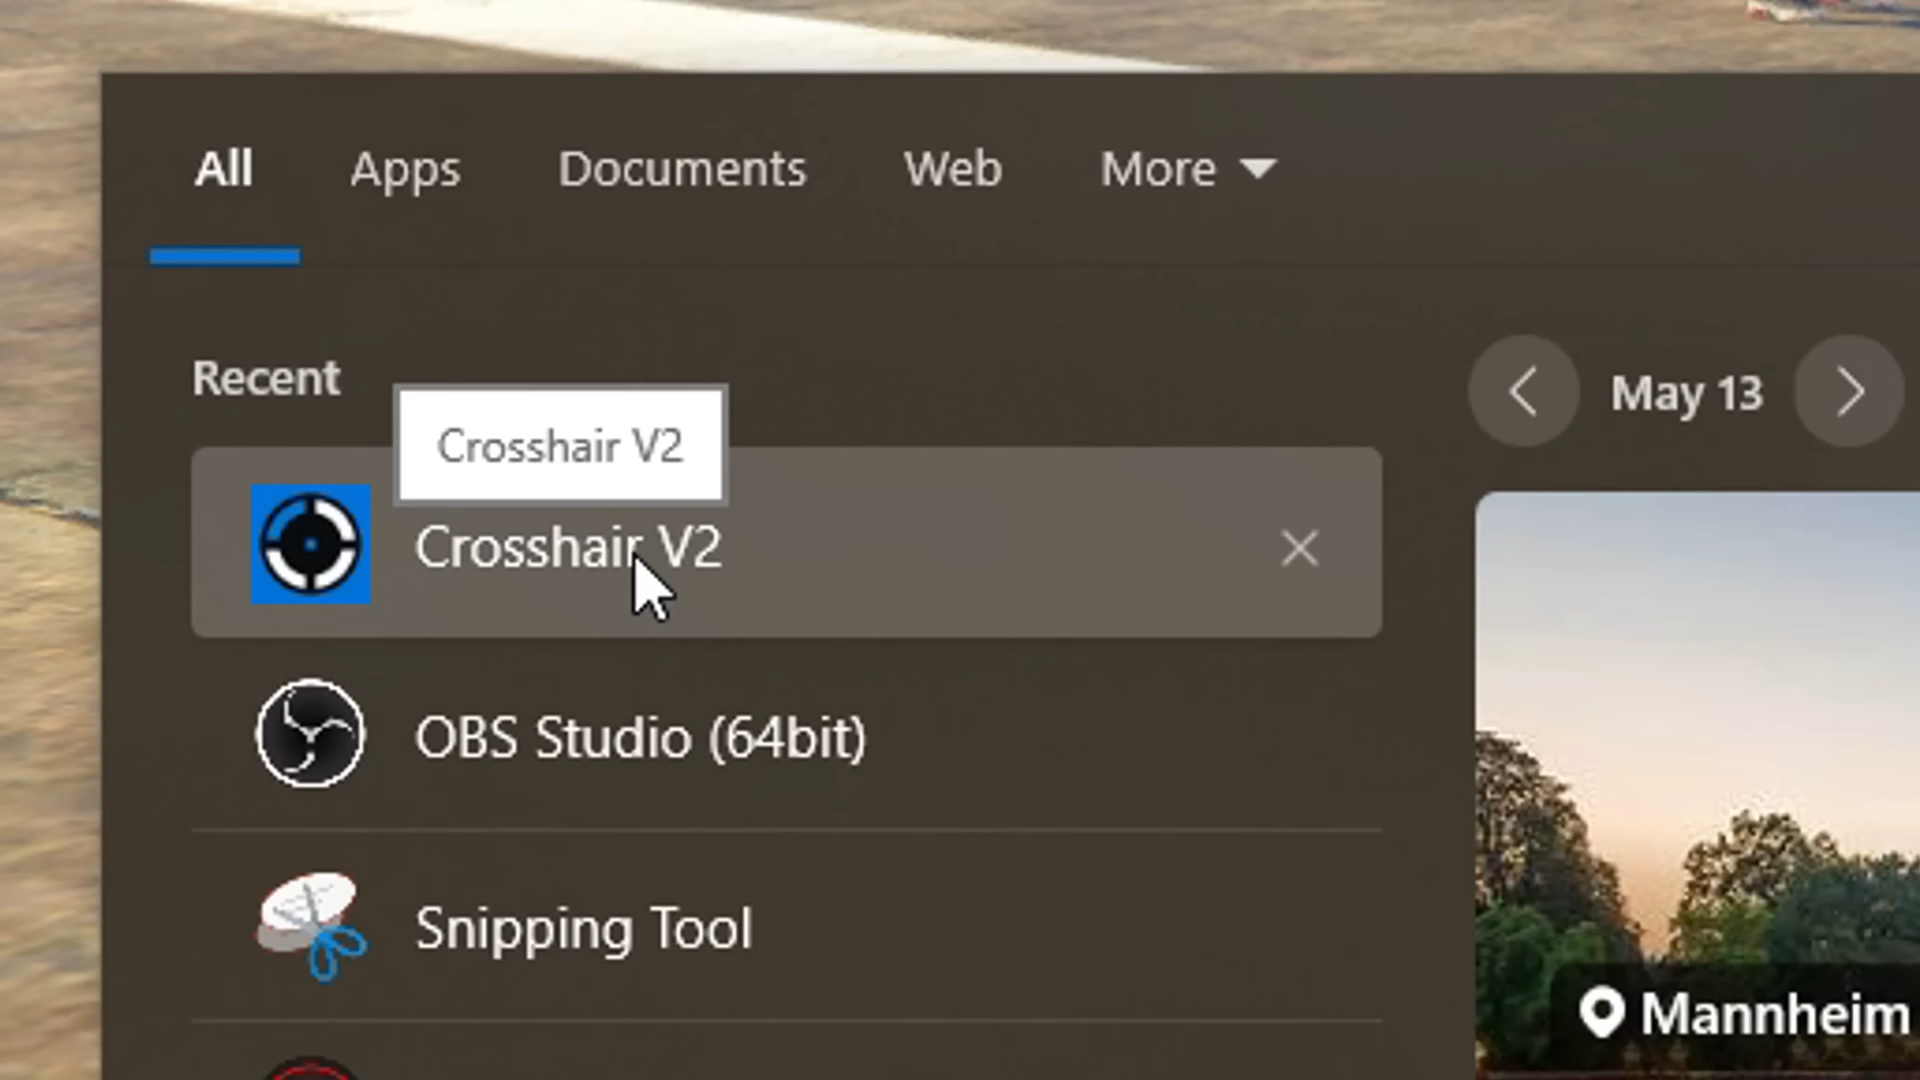 All Apps Documents Web More
Recent
May 13
Crosshair V2
Crosshair V2
OBS Studio (64bit)
Snipping Tool
Mannheim